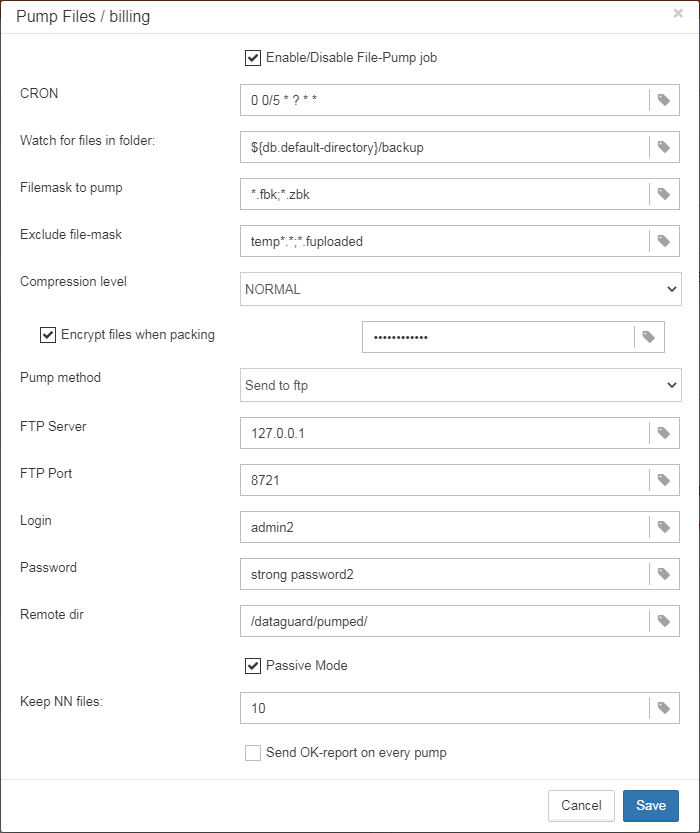 Pump Files / billing ×
Enable/Disable File-Pump job
CRON 0 0/5 * ? * *
Watch for files in folder: ${db.default-directory}/backup
Filemask to pump *.fbk;*.zbk
Exclude file-mask temp*.*;*.fuploaded
Compression level NORMAL
Encrypt files when packing ••••••••••••
Pump method Send to ftp
FTP Server 127.0.0.1
FTP Port 8721
Login admin2
Password strong password2
Remote dir /dataguard/pumped/
Passive Mode
Keep NN files: 10
Send OK-report on every pump
Cancel Save